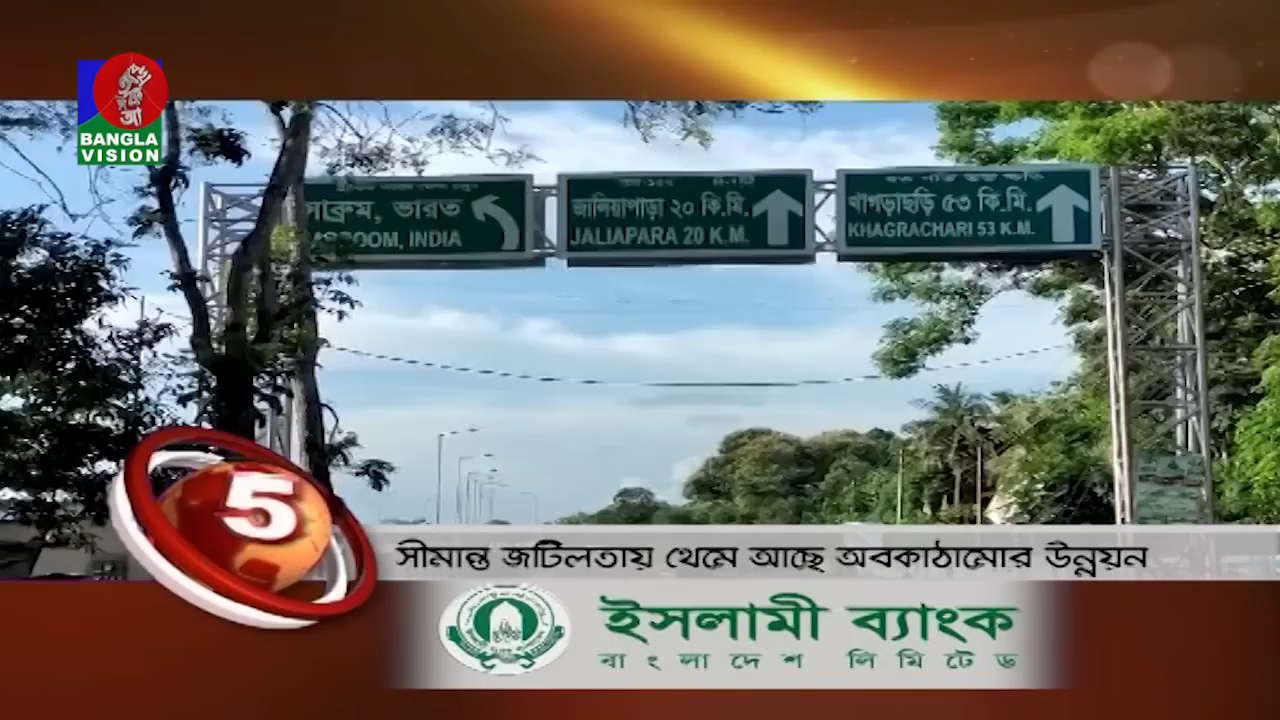 BANGLA
VISION
সাব্রুম, ভারত
INDIA
জালিয়াপাড়া ২০ কি.মি.
JALIAPARA 20 K.M.
খাগড়াছড়ি ৫৩ কি.মি.
KHAGRACHARI 53 K.M.
5
সীমান্ত জটিলতায় থেমে আছে অবকাঠামোর উন্নয়ন
ইসলামী ব্যাংক
বাংলাদেশ লিমিটেড